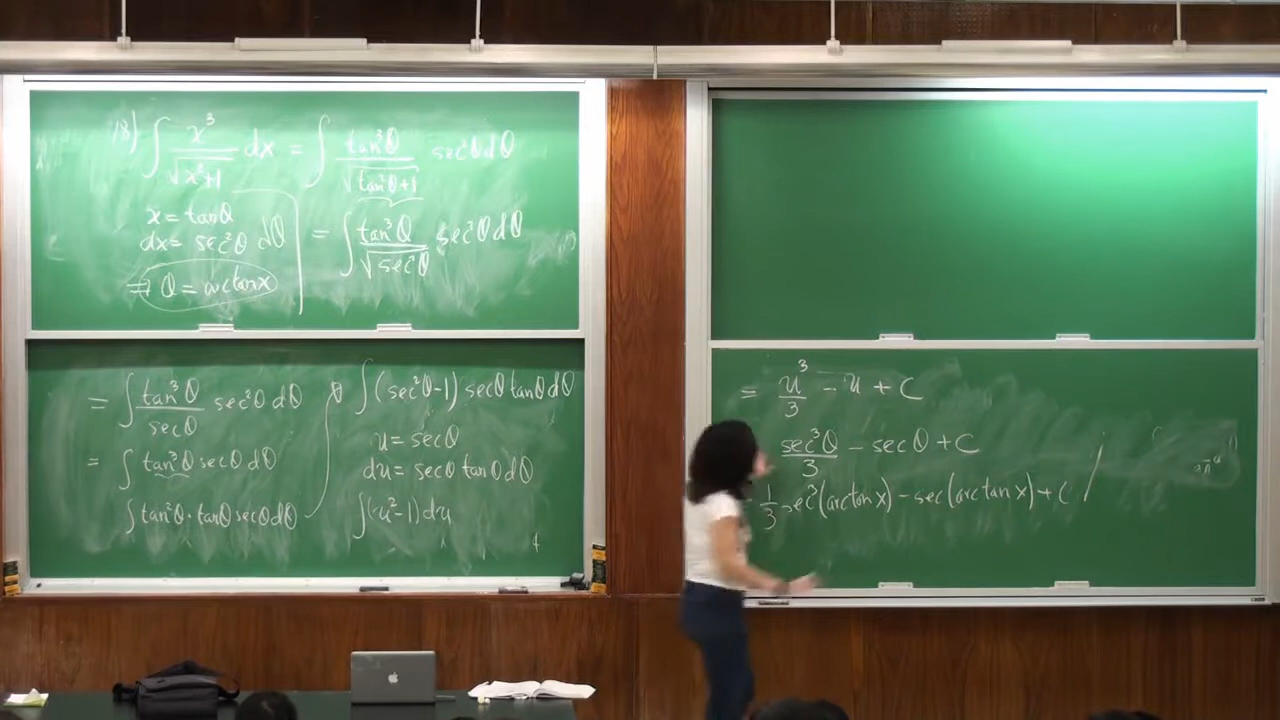 18) ∫ x³/√(x²+1) dx = ∫ tan³θ/√(tan²θ+1) sec²θ dθ
x = tanθ
dx = sec²θ dθ
⇒ θ = arctan x
= ∫ tan³θ/√(sec²θ) sec²θ dθ
= ∫ tan³θ/secθ sec²θ dθ
= ∫ tan³θ secθ dθ
∫ tan²θ · tanθ secθ dθ
∫ (sec²θ-1) secθ tanθ dθ
u = secθ
du = secθ tanθ dθ
∫ (u²-1) du
= u³/3 - u + C
sec³θ/3 - secθ + C
1/3 sec³(arctan x) - sec(arctan x) + C